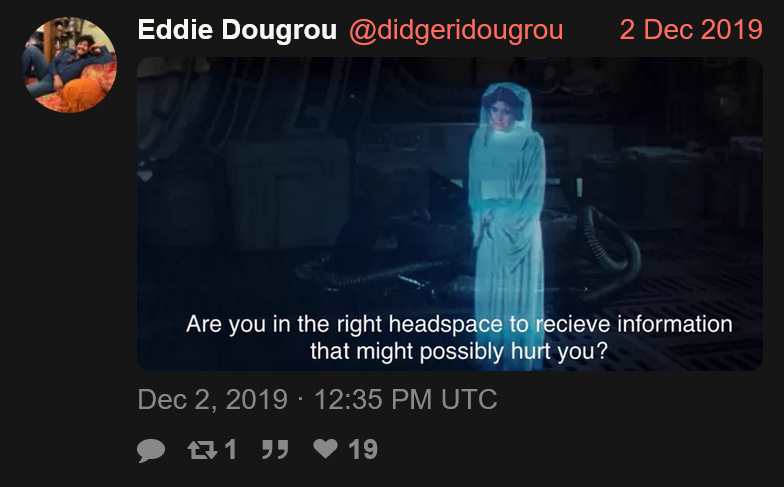 Eddie Dougrou @didgeridougrou 2 Dec 2019
Are you in the right headspace to recieve information
that might possibly hurt you?
Dec 2, 2019 · 12:35 PM UTC
1 19